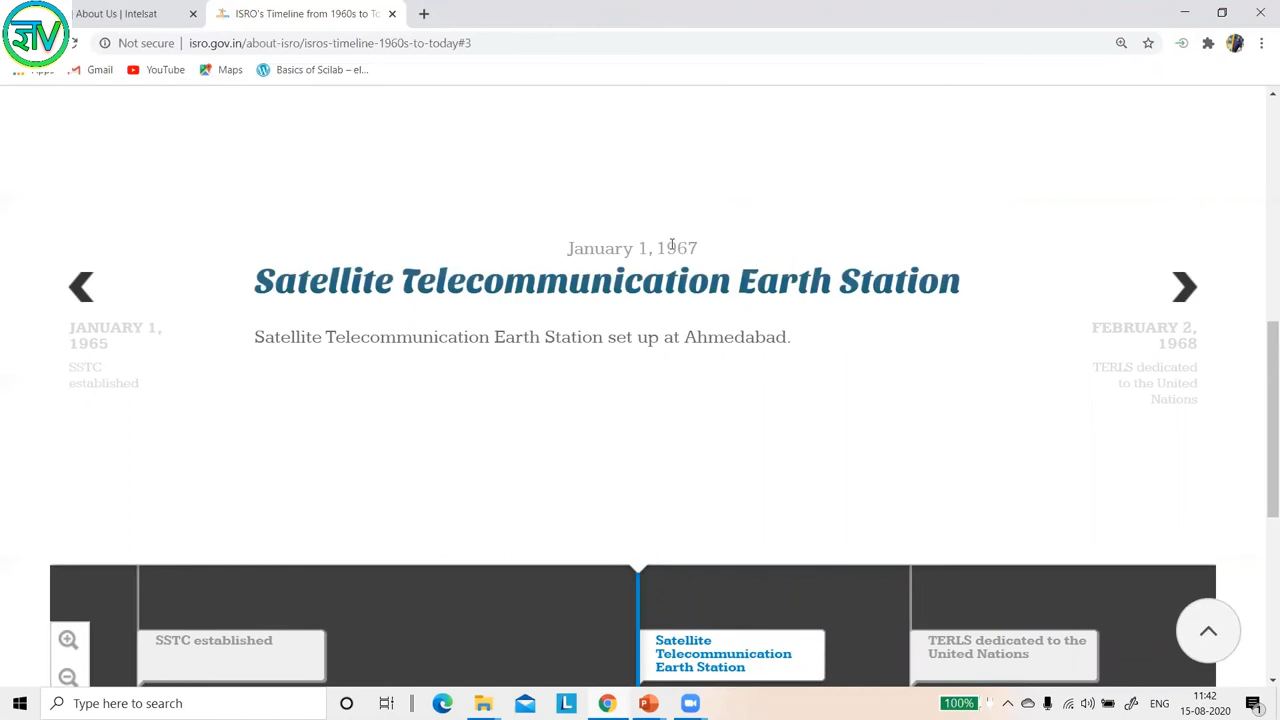 About Us | Intelsat
ISRO's Timeline from 1960s to To
Not secure
isro.gov.in/about-isro/isros-timeline-1960s-to-today#3
Gmail
YouTube
Maps
Basics of Scilab – el...
January 1, 1967
Satellite Telecommunication Earth Station
Satellite Telecommunication Earth Station set up at Ahmedabad.
JANUARY 1,
1965
SSTC
established
FEBRUARY 2,
1968
TERLS dedicated
to the United
Nations
SSTC established
Satellite
Telecommunication
Earth Station
TERLS dedicated to the
United Nations
Type here to search
100%
ENG
11:42
15-08-2020